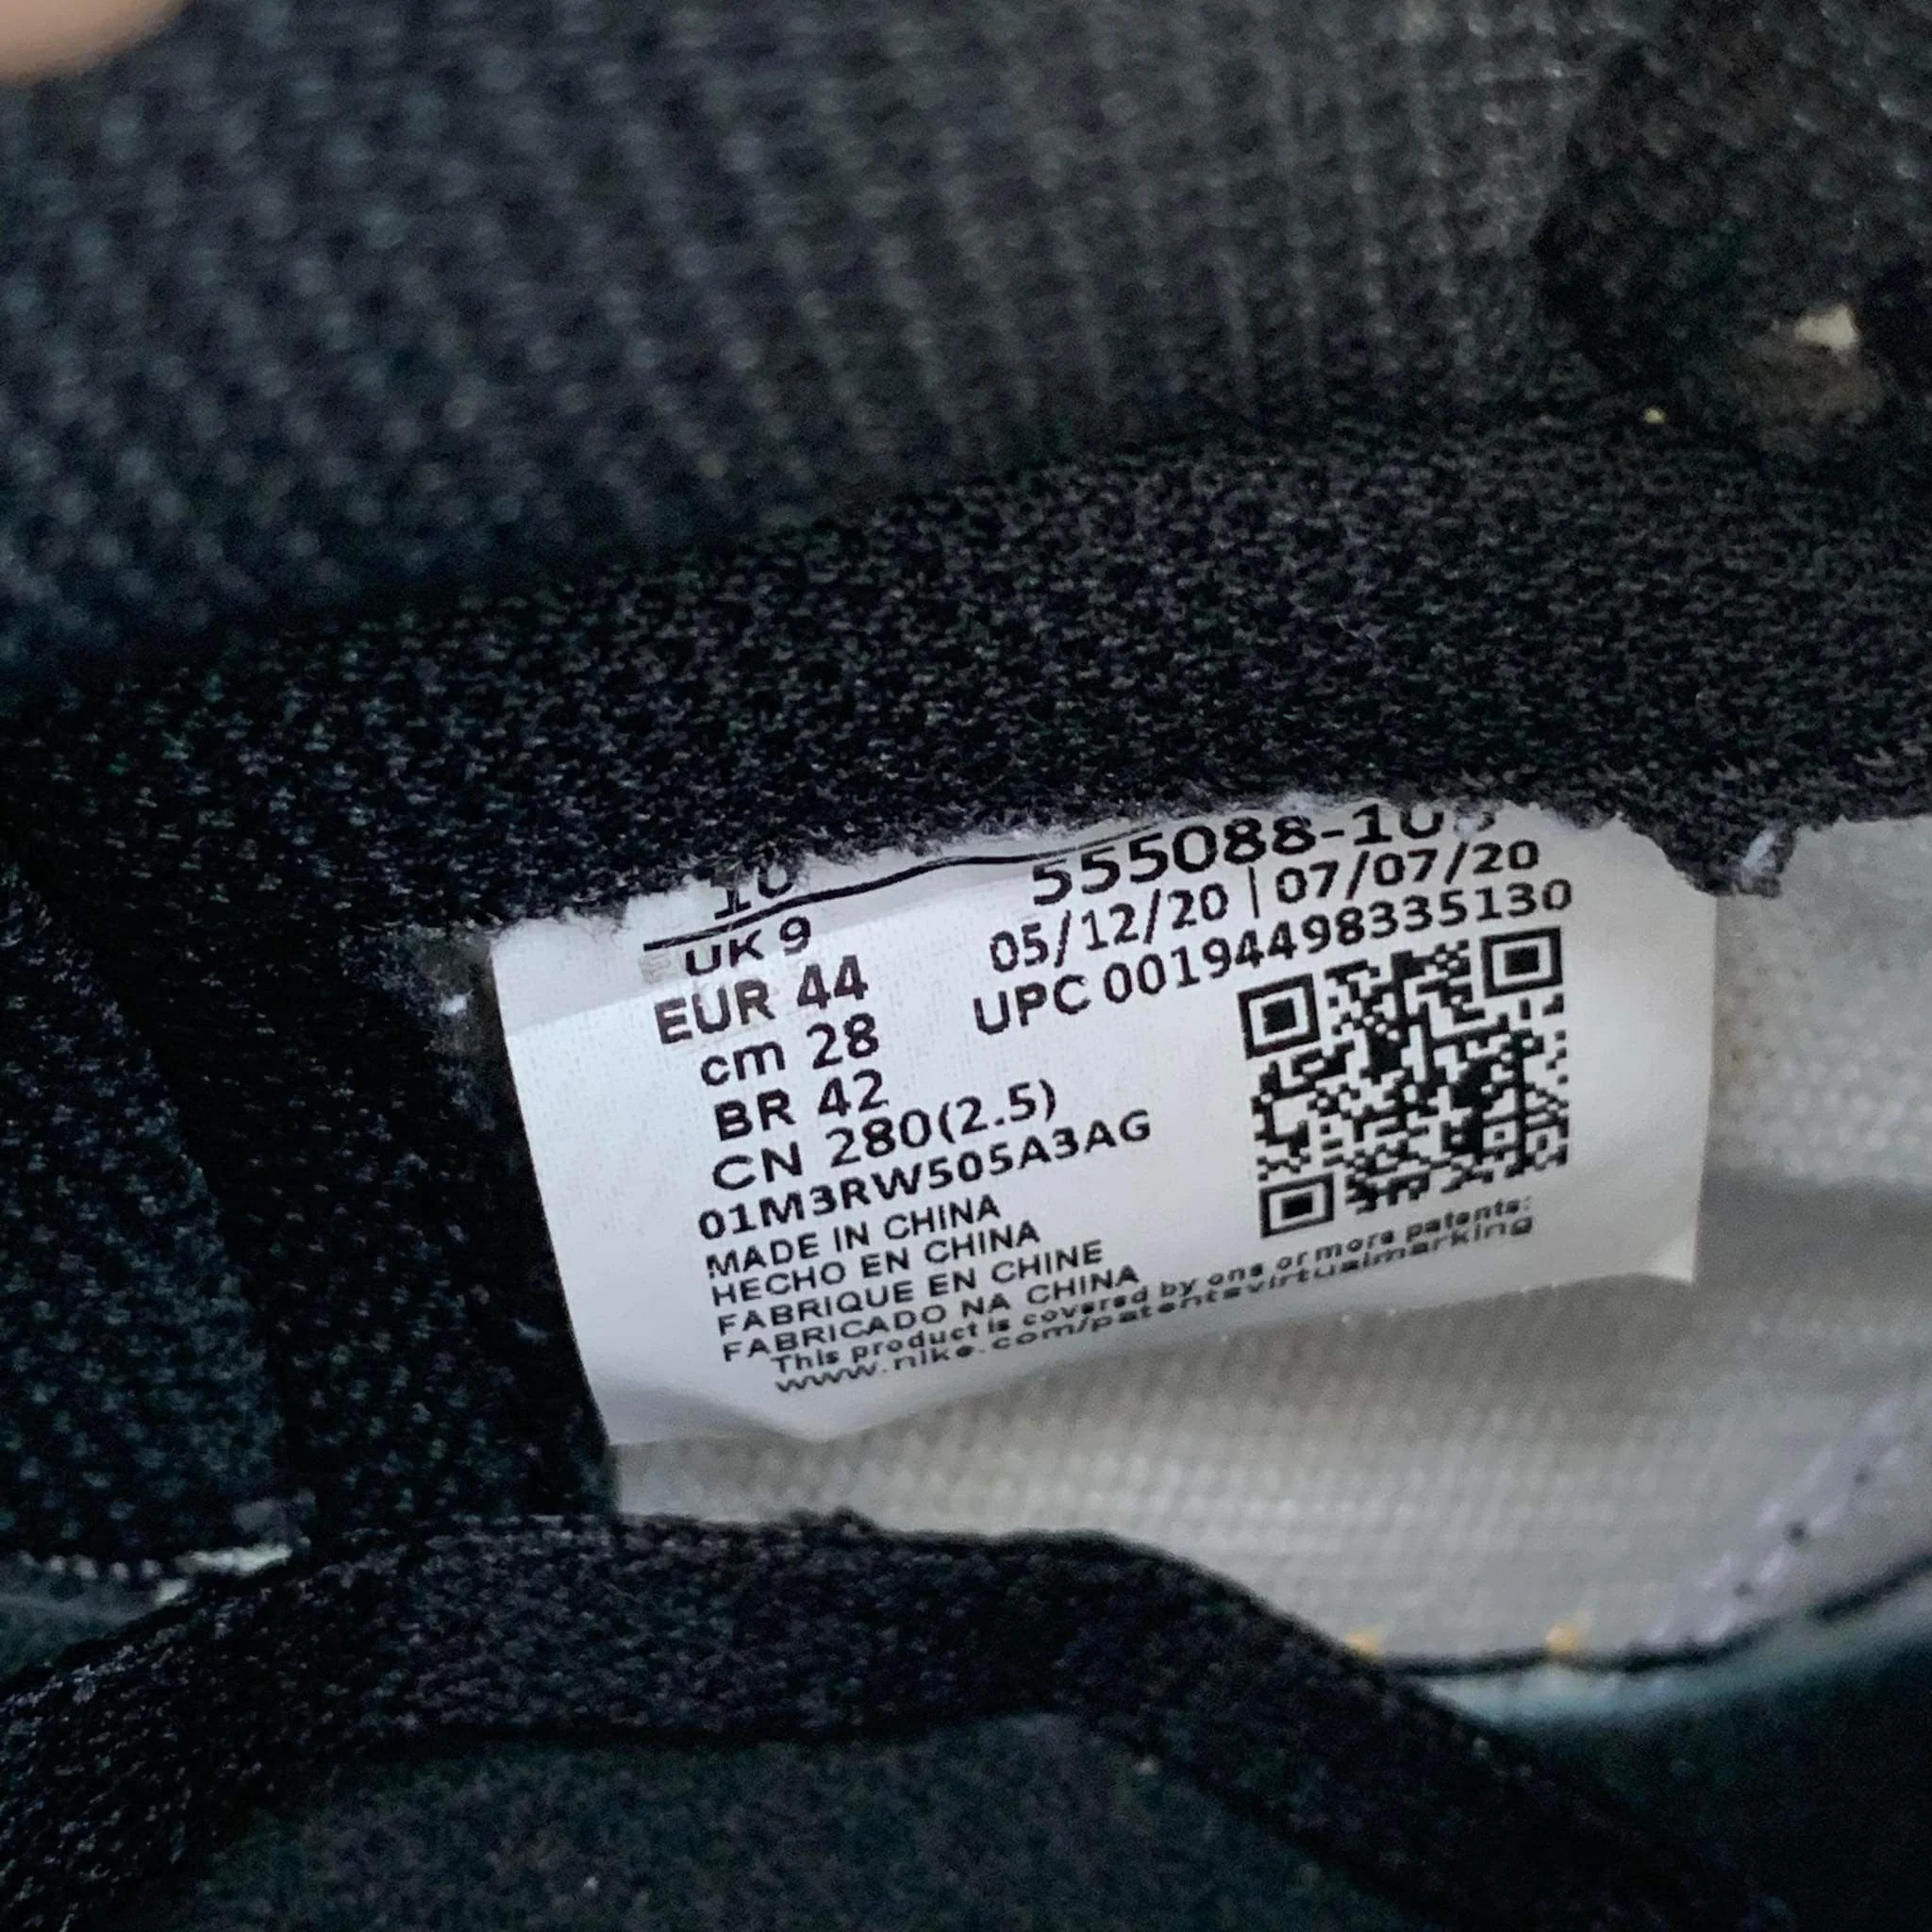 10
555088-10
UK 9
05/12/20 | 07/07/20
EUR 44
UPC 00194498335130
cm 28
BR 42
CN 280(2.5)
01M3RW505A3AG
MADE IN CHINA
HECHO EN CHINA
FABRIQUE EN CHINE
FABRICADO NA CHINA
This product is covered by one or more patents:
www.nike.com/patentsvirtualmarking